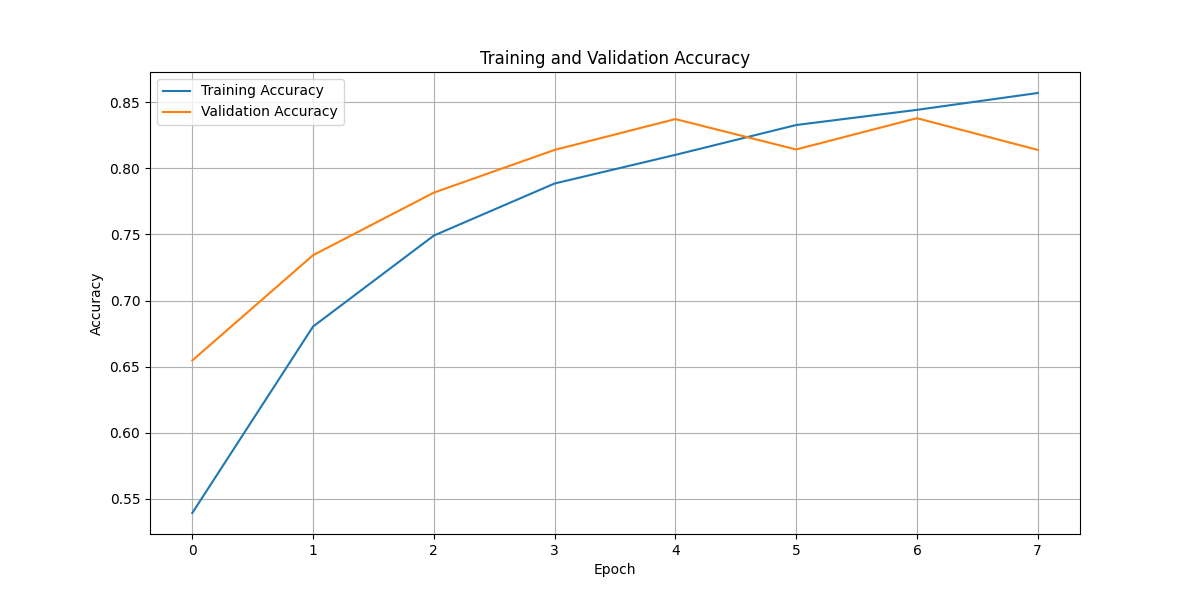 Training and Validation Accuracy
Training Accuracy
Validation Accuracy
0.85
0.80
0.75
0.70
0.65
0.60
0.55
Accuracy
0 1 2 3 4 5 6 7
Epoch